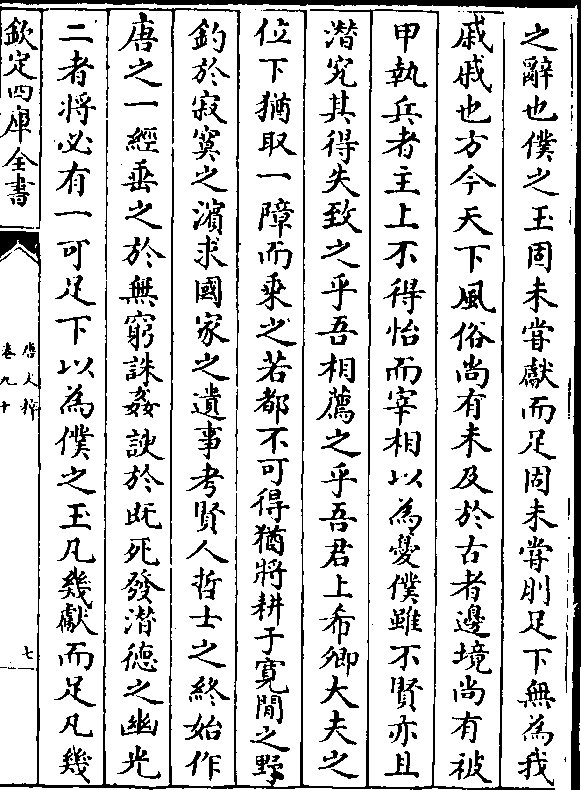 之辭也僕之玉固未嘗獻而足固未嘗刖足下無為我
戚戚也方今天下風俗尚有未及於古者邊境尚有被
甲執兵者主上不得怡而宰相以為憂僕雖不賢亦且
潛究其得失致之乎吾相薦之乎吾君上希卿大夫之
位下猶取一障而乘之若都不可得猶將耕于寛閒之野
釣於寂寞之濱求國家之遺事考賢人哲士之終始作
唐之一經垂之於無窮誅姦諛於既死發潛德之幽光
二者將必有一可足下以為僕之玉凡幾獻而足凡幾
欽定四庫全書
唐文粹
卷九十
七